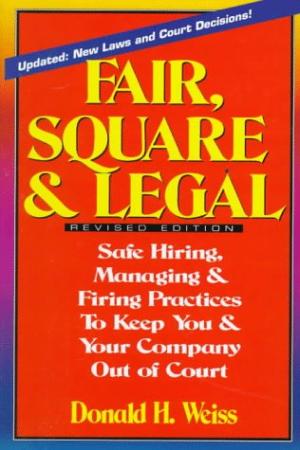 Updated: New Laws and Court Decisions!
FAIR,
SQUARE
& LEGAL
REVISED EDITION
Safe Hiring,
Managing &
Firing Practices
To Keep You &
Your Company
Out of Court
Donald H. Weiss